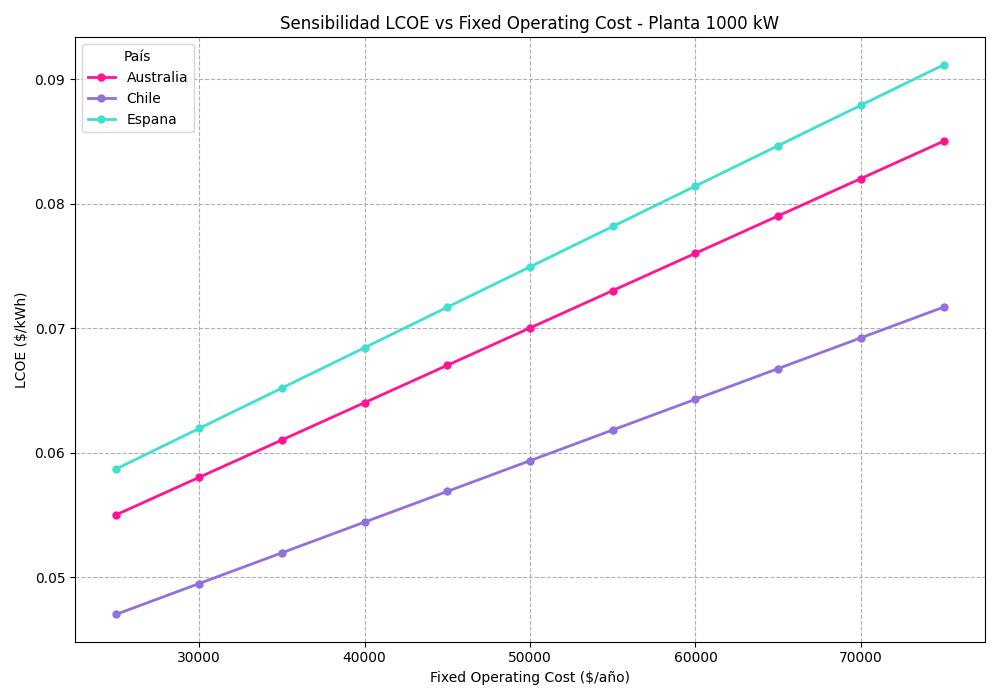 Sensibilidad LCOE vs Fixed Operating Cost - Planta 1000 kW
País
Australia
Chile
Espana
0.09
0.08
0.07
0.06
0.05
LCOE ($/kWh)
30000 40000 50000 60000 70000
Fixed Operating Cost ($/año)